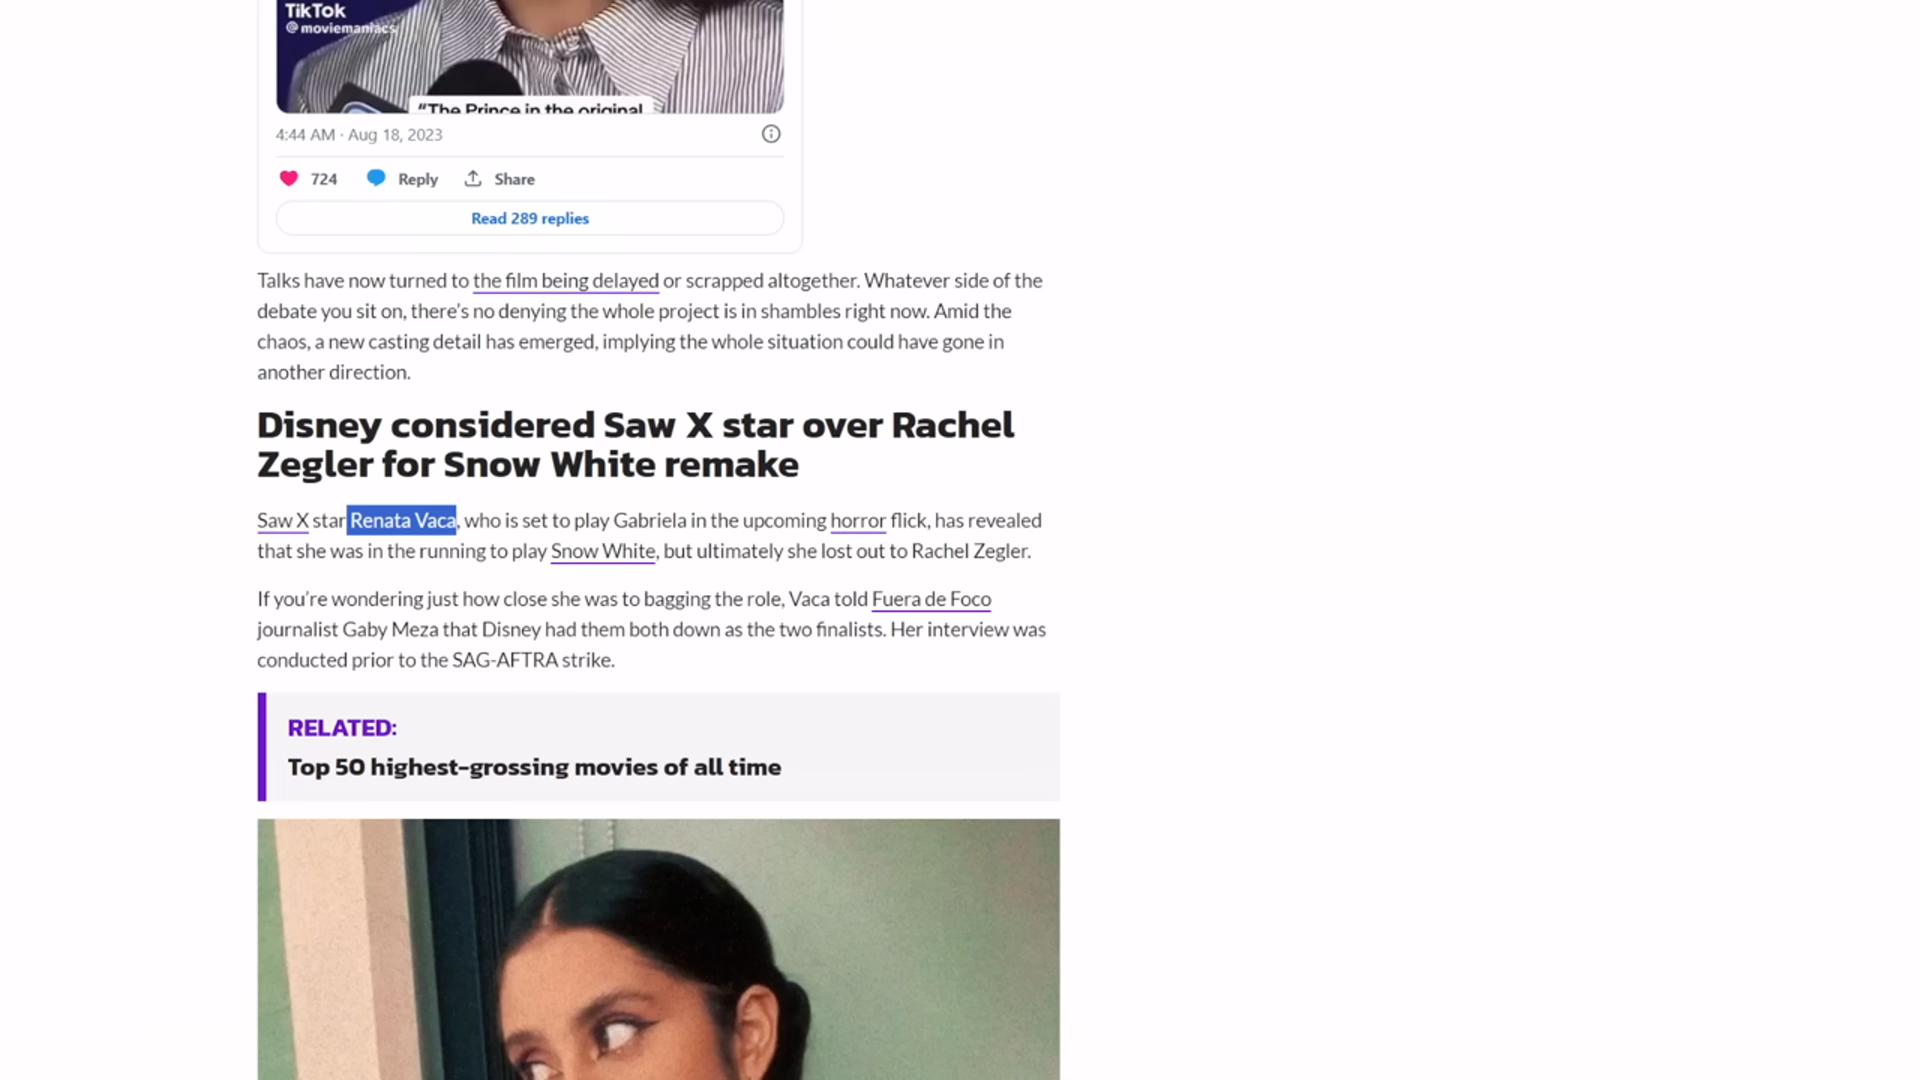 TikTok
@moviemaniacs
“The Prince in the original
4:44 AM · Aug 18, 2023
724 Reply Share
Read 289 replies
Talks have now turned to the film being delayed or scrapped altogether. Whatever side of the
debate you sit on, there’s no denying the whole project is in shambles right now. Amid the
chaos, a new casting detail has emerged, implying the whole situation could have gone in
another direction.
Disney considered Saw X star over Rachel
Zegler for Snow White remake
Saw X star Renata Vaca, who is set to play Gabriela in the upcoming horror flick, has revealed
that she was in the running to play Snow White, but ultimately she lost out to Rachel Zegler.
If you’re wondering just how close she was to bagging the role, Vaca told Fuera de Foco
journalist Gaby Meza that Disney had them both down as the two finalists. Her interview was
conducted prior to the SAG-AFTRA strike.
RELATED:
Top 50 highest-grossing movies of all time